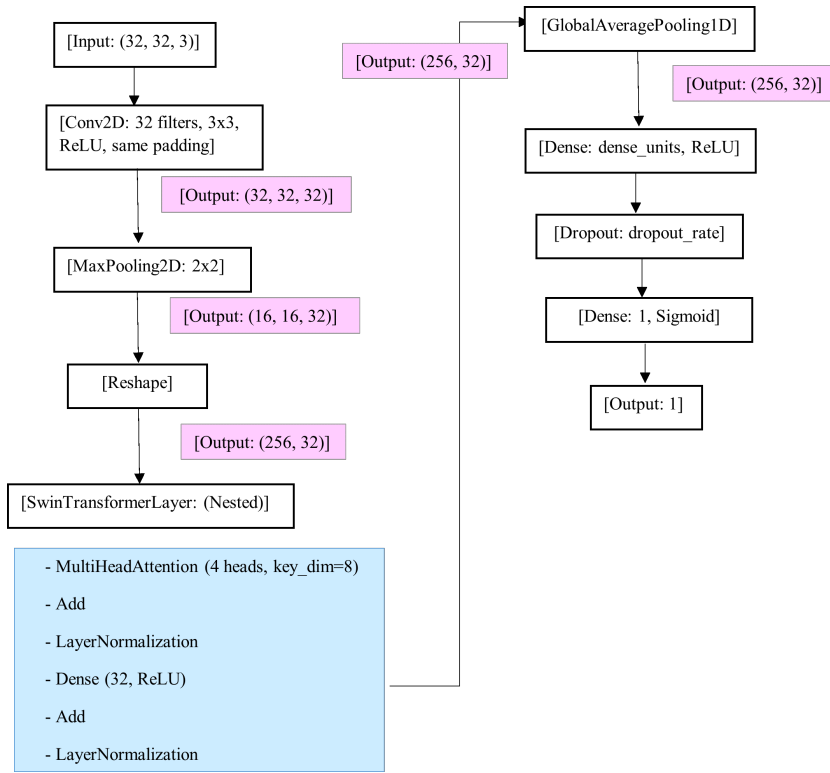 [Input: (32, 32, 3)]
[Conv2D: 32 filters, 3x3,
ReLU, same padding]
[Output: (32, 32, 32)]
[MaxPooling2D: 2x2]
[Output: (16, 16, 32)]
[Reshape]
[Output: (256, 32)]
[SwinTransformerLayer: (Nested)]
- MultiHeadAttention (4 heads, key_dim=8)
- Add
- LayerNormalization
- Dense (32, ReLU)
- Add
- LayerNormalization
[Output: (256, 32)]
[GlobalAveragePooling1D]
[Output: (256, 32)]
[Dense: dense_units, ReLU]
[Dropout: dropout_rate]
[Dense: 1, Sigmoid]
[Output: 1]